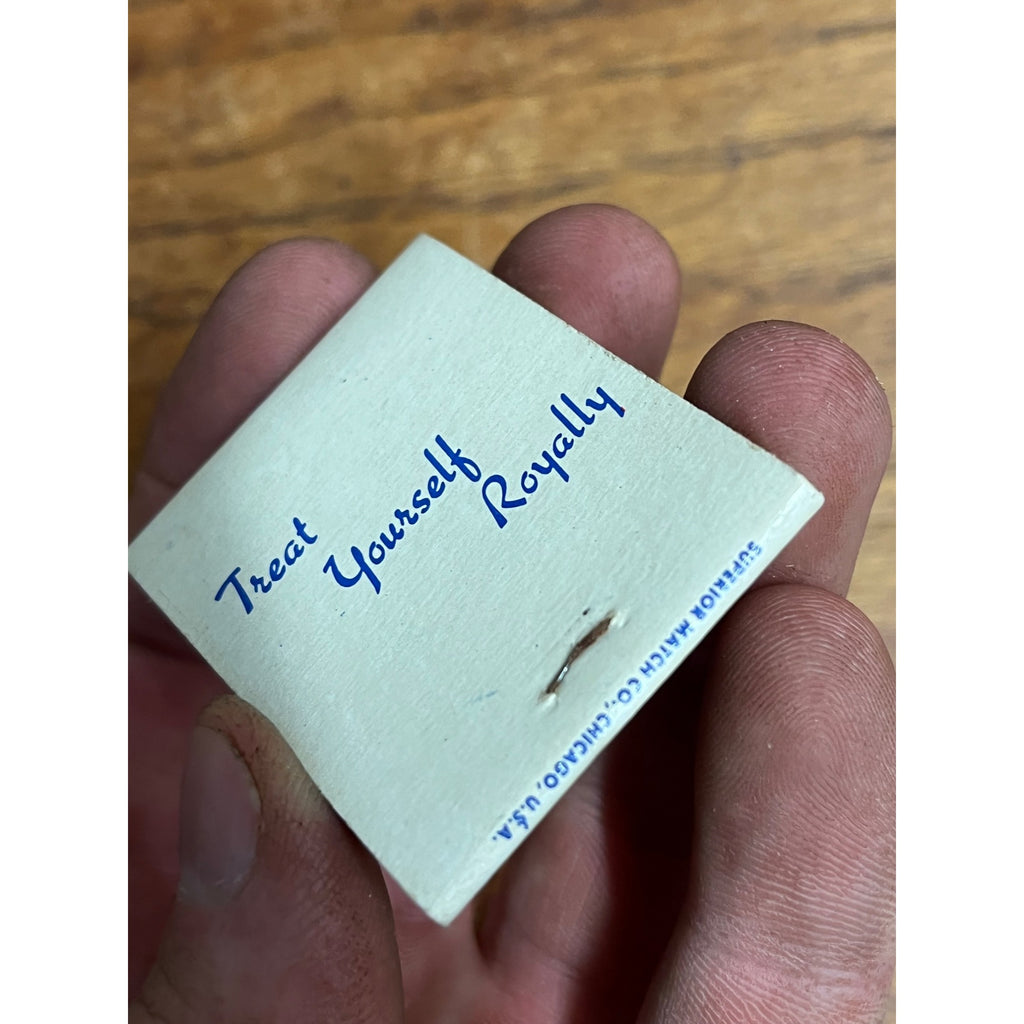 Treat
Yourself
Royally
SUPERIOR MATCH CO., CHICAGO, U.S.A.